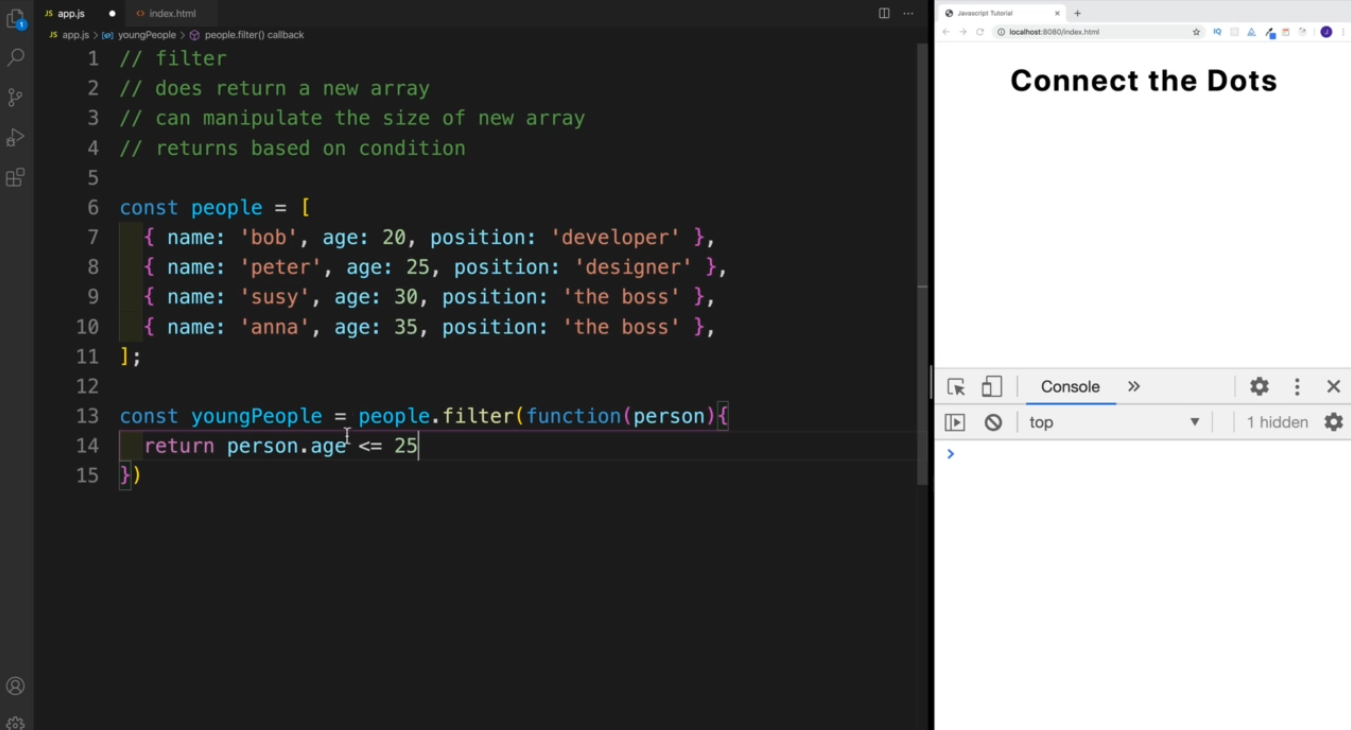 app.js
index.html
app.js > youngPeople > people.filter() callback
1 // filter
2 // does return a new array
3 // can manipulate the size of new array
4 // returns based on condition
5
6 const people = [
7 { name: 'bob', age: 20, position: 'developer' },
8 { name: 'peter', age: 25, position: 'designer' },
9 { name: 'susy', age: 30, position: 'the boss' },
10 { name: 'anna', age: 35, position: 'the boss' },
11 ];
12
13 const youngPeople = people.filter(function(person){
14 return person.age <= 25
15 })
Javascript Tutorial
localhost:8080/index.html
Connect the Dots
Console
top
1 hidden